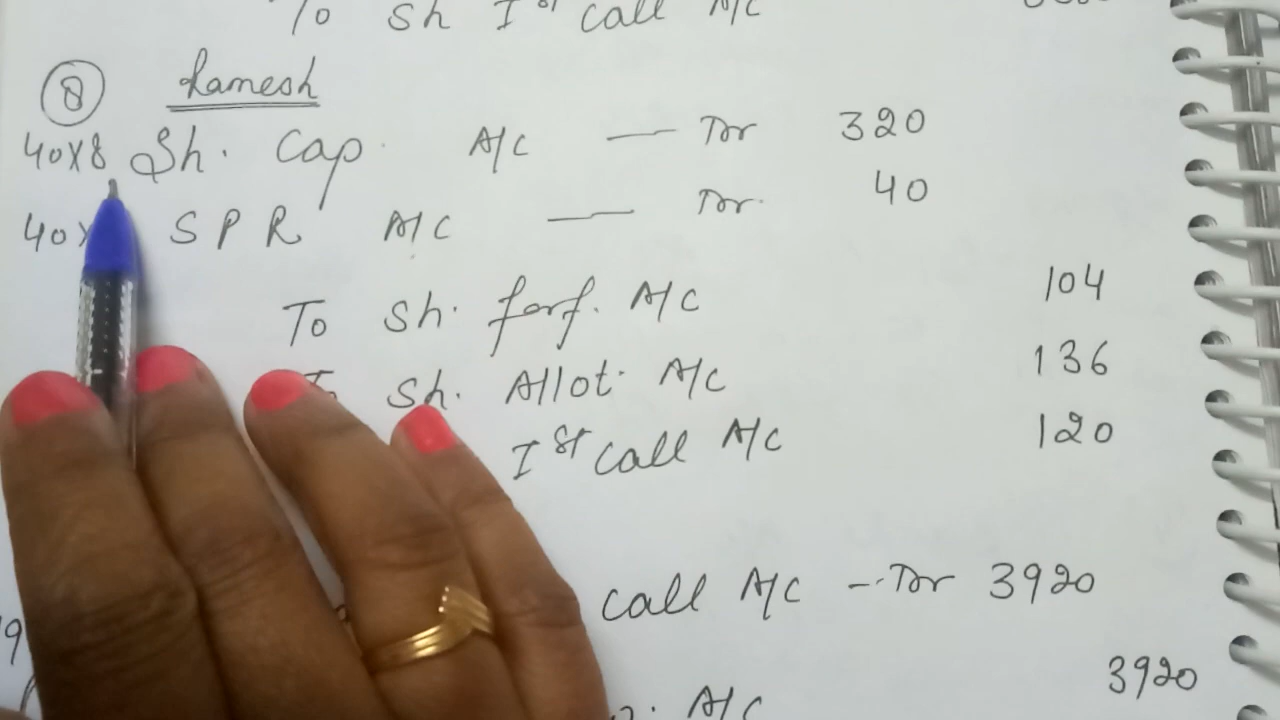 To Sh Ist call A/C
8 Ramesh
40x8 Sh. Cap. A/C — Dr 320
40x SPR A/C — Dr. 40
To Sh. forf. A/C 104
Sh. Allot. A/C 136
Ist call A/C 120
call A/C — Dr 3920
A/C 3920